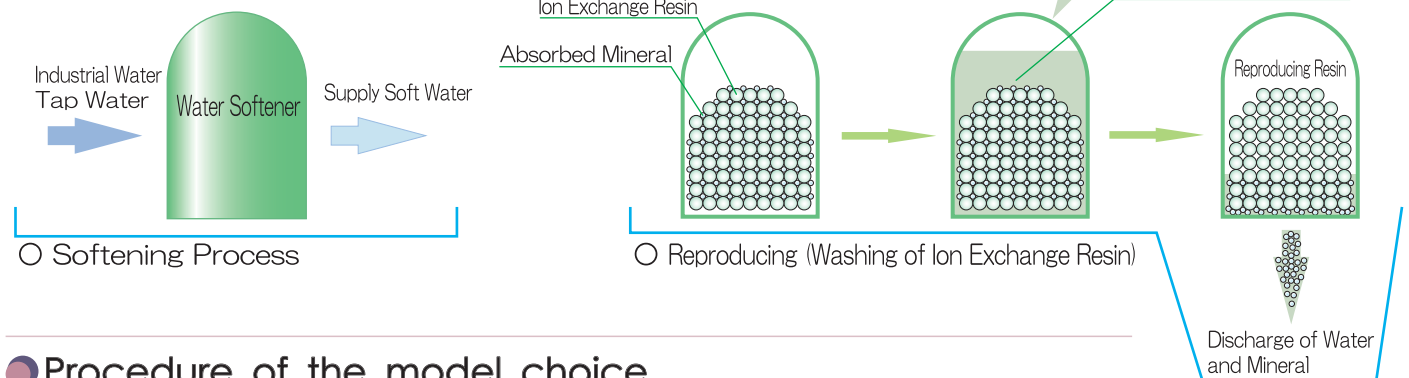 Ion Exchange Resin
Absorbed Mineral
Industrial Water
Tap Water
Water Softener
Supply Soft Water
Reproducing Resin
Softening Process
Reproducing (Washing of Ion Exchange Resin)
Discharge of Water
and Mineral
Procedure of the model choice